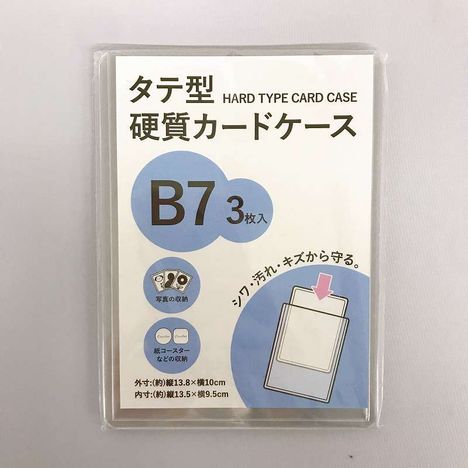 タテ型 HARD TYPE CARD CASE
硬質カードケース
B7 3枚入
シワ・汚れ・キズから守る。
写真の収納
紙コースター
などの収納
外寸:(約)縦13.8×横10cm
内寸:(約)縦13.5×横9.5cm